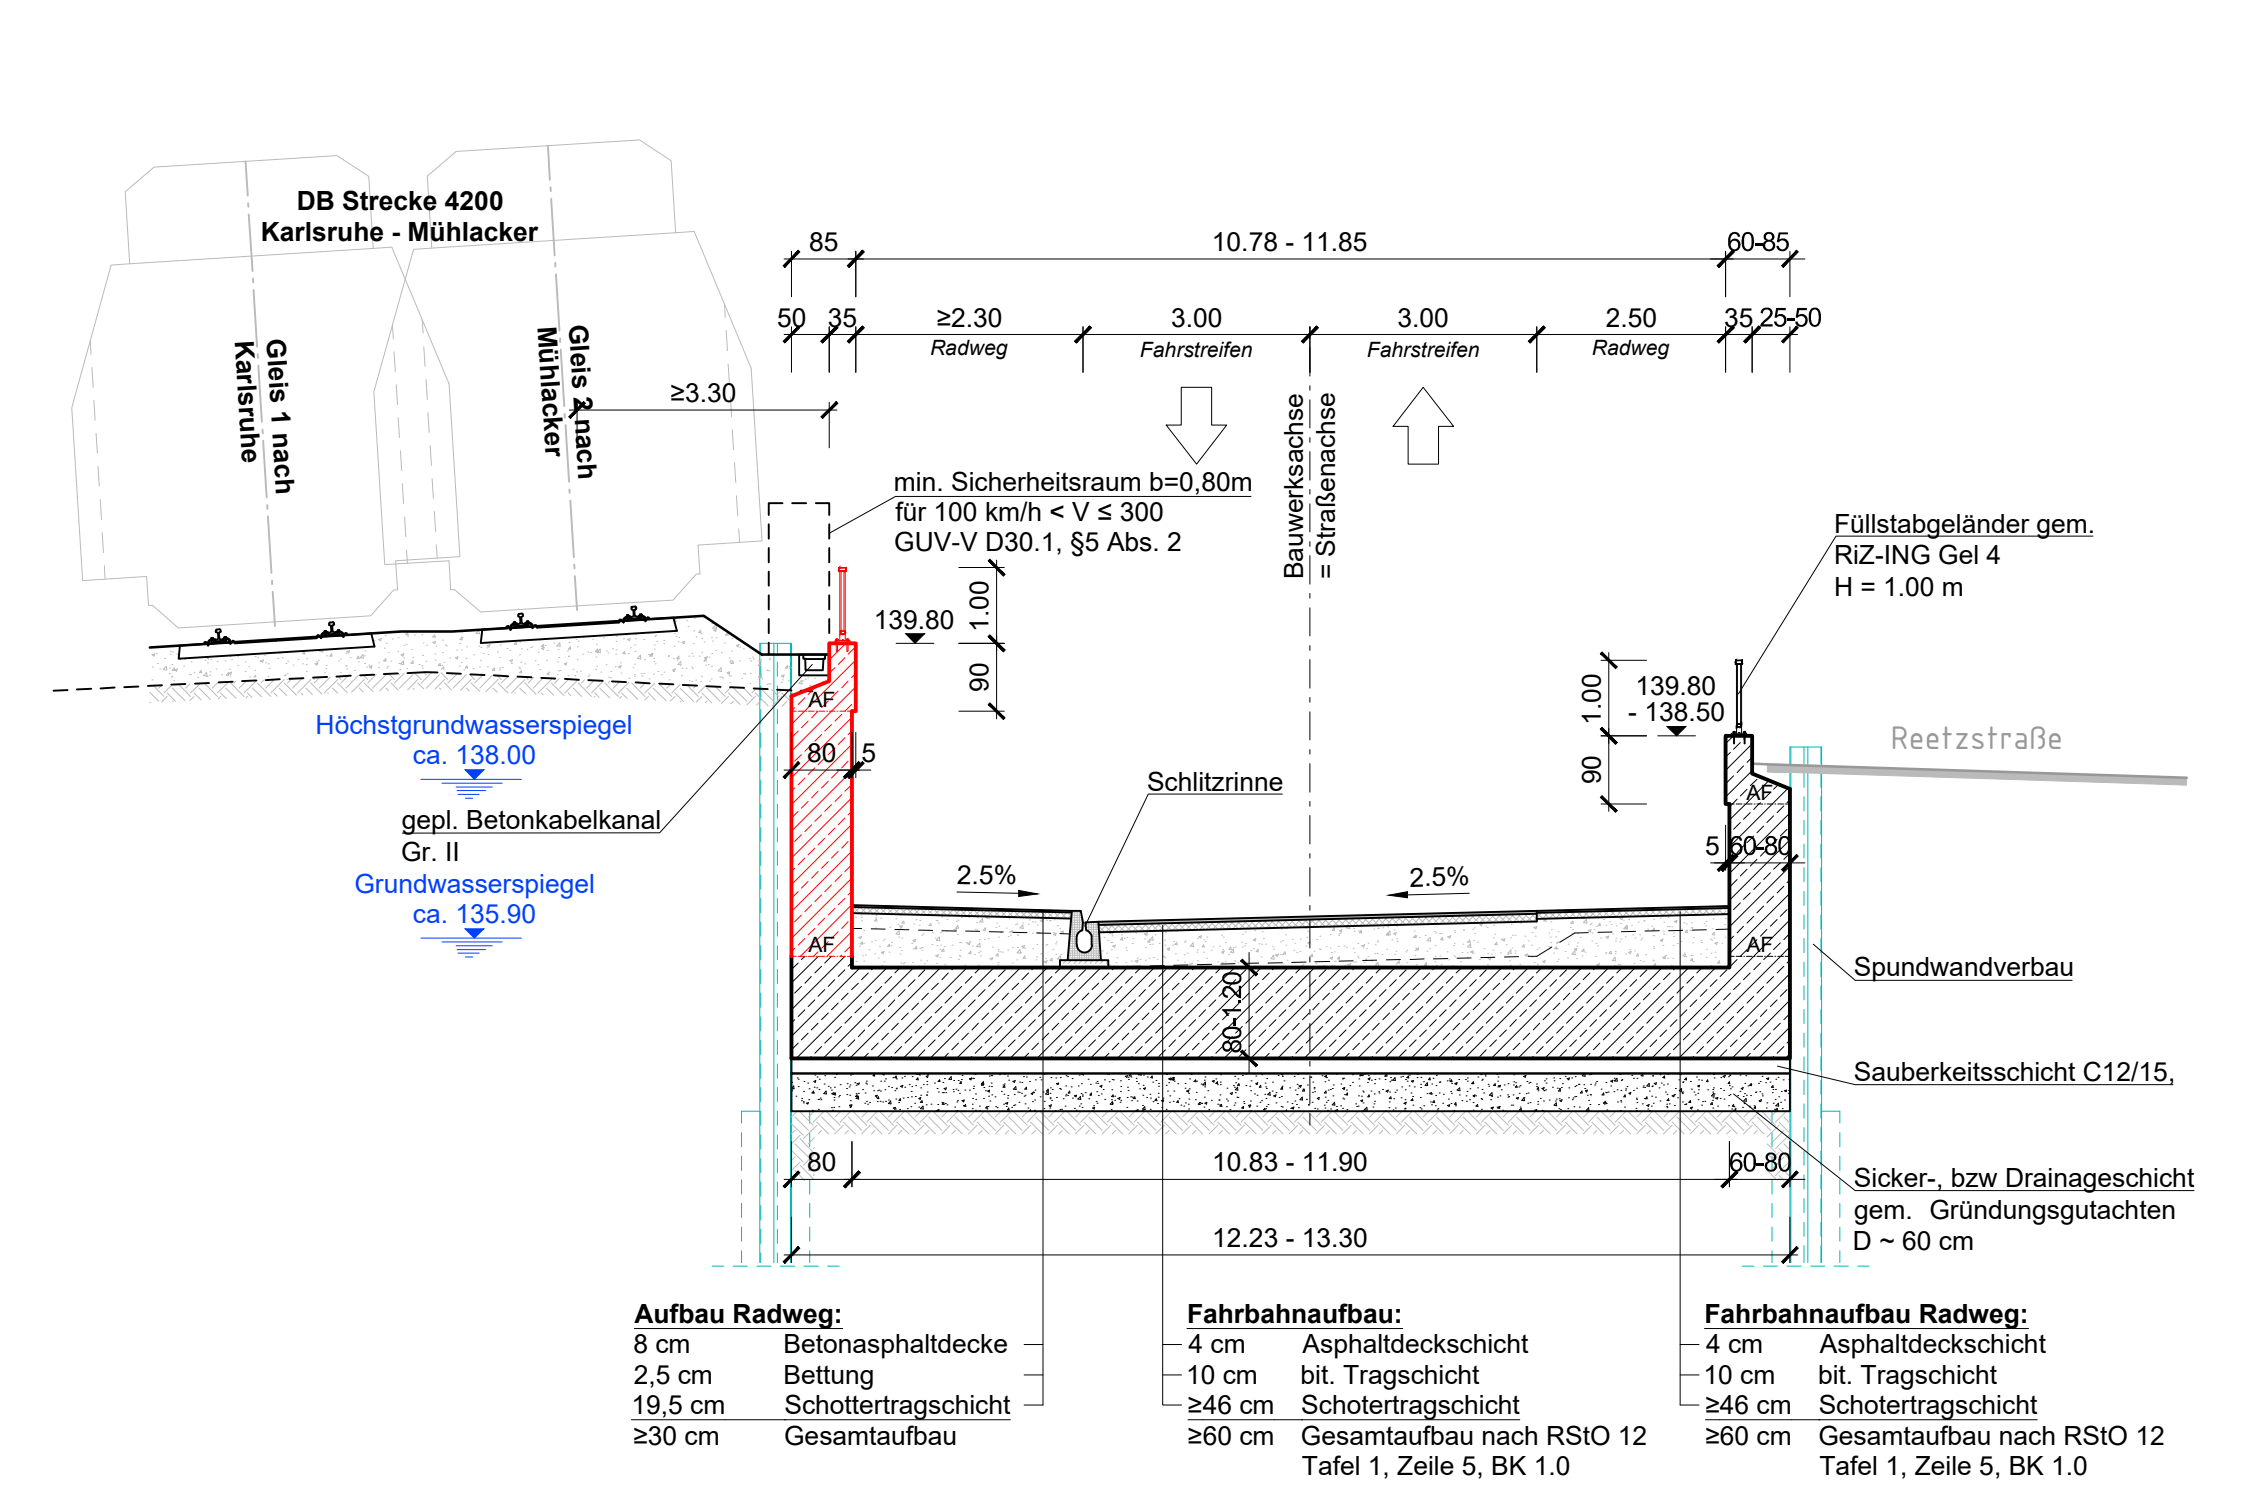 DB Strecke 4200
Karlsruhe - Mühlacker
Gleis 1 nach
Karlsruhe
Gleis 2 nach
Mühlacker
85
10.78 - 11.85
60-85
50
35
≥2.30
3.00
3.00
2.50
35
25-50
Radweg
Fahrstreifen
Fahrstreifen
Radweg
≥3.30
Bauwerksachse
= Straßenachse
min. Sicherheitsraum b=0,80m
für 100 km/h < V ≤ 300
GUV-V D30.1, §5 Abs. 2
Füllstabgeländer gem.
RiZ-ING Gel 4
H = 1.00 m
139.80
1.00
90
1.00
139.80
- 138.50
90
AF
Reetzstraße
Höchstgrundwasserspiegel
ca. 138.00
80
5
Schlitzrinne
AF
gepl. Betonkabelkanal
Gr. II
5
60-80
Grundwasserspiegel
ca. 135.90
2.5%
2.5%
AF
AF
Spundwandverbau
80-1.20
Sauberkeitsschicht C12/15,
80
10.83 - 11.90
60-80
Sicker-, bzw Drainageschicht
gem. Gründungsgutachten
D ~ 60 cm
12.23 - 13.30
Aufbau Radweg:
8 cm Betonasphaltdecke
2,5 cm Bettung
19,5 cm Schottertragschicht
≥30 cm Gesamtaufbau
Fahrbahnaufbau:
4 cm Asphaltdeckschicht
10 cm bit. Tragschicht
≥46 cm Schotertragschicht
≥60 cm Gesamtaufbau nach RStO 12
Tafel 1, Zeile 5, BK 1.0
Fahrbahnaufbau Radweg:
4 cm Asphaltdeckschicht
10 cm bit. Tragschicht
≥46 cm Schotertragschicht
≥60 cm Gesamtaufbau nach RStO 12
Tafel 1, Zeile 5, BK 1.0